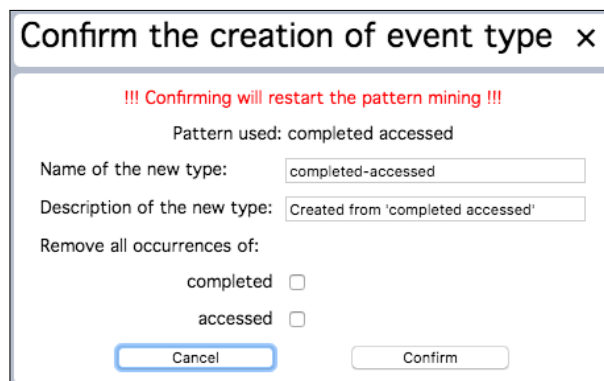 Confirm the creation of event type ×
!!! Confirming will restart the pattern mining !!!
Pattern used: completed accessed
Name of the new type: completed-accessed
Description of the new type: Created from 'completed accessed'
Remove all occurrences of:
completed
accessed
Cancel Confirm